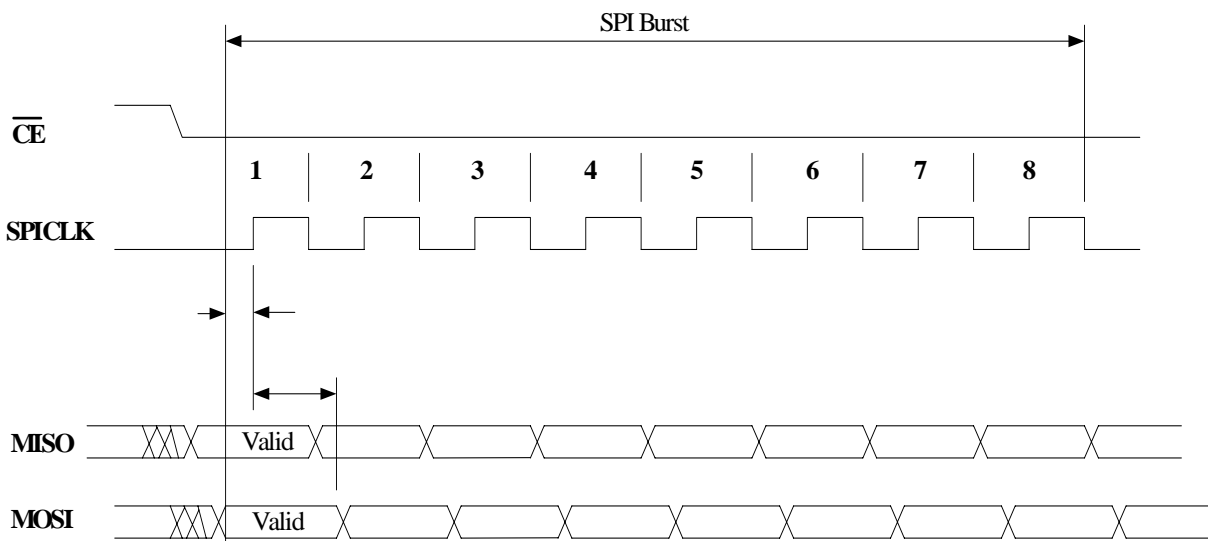 SPI Burst
CE
1 2 3 4 5 6 7 8
SPICLK
MISO Valid
MOSI Valid